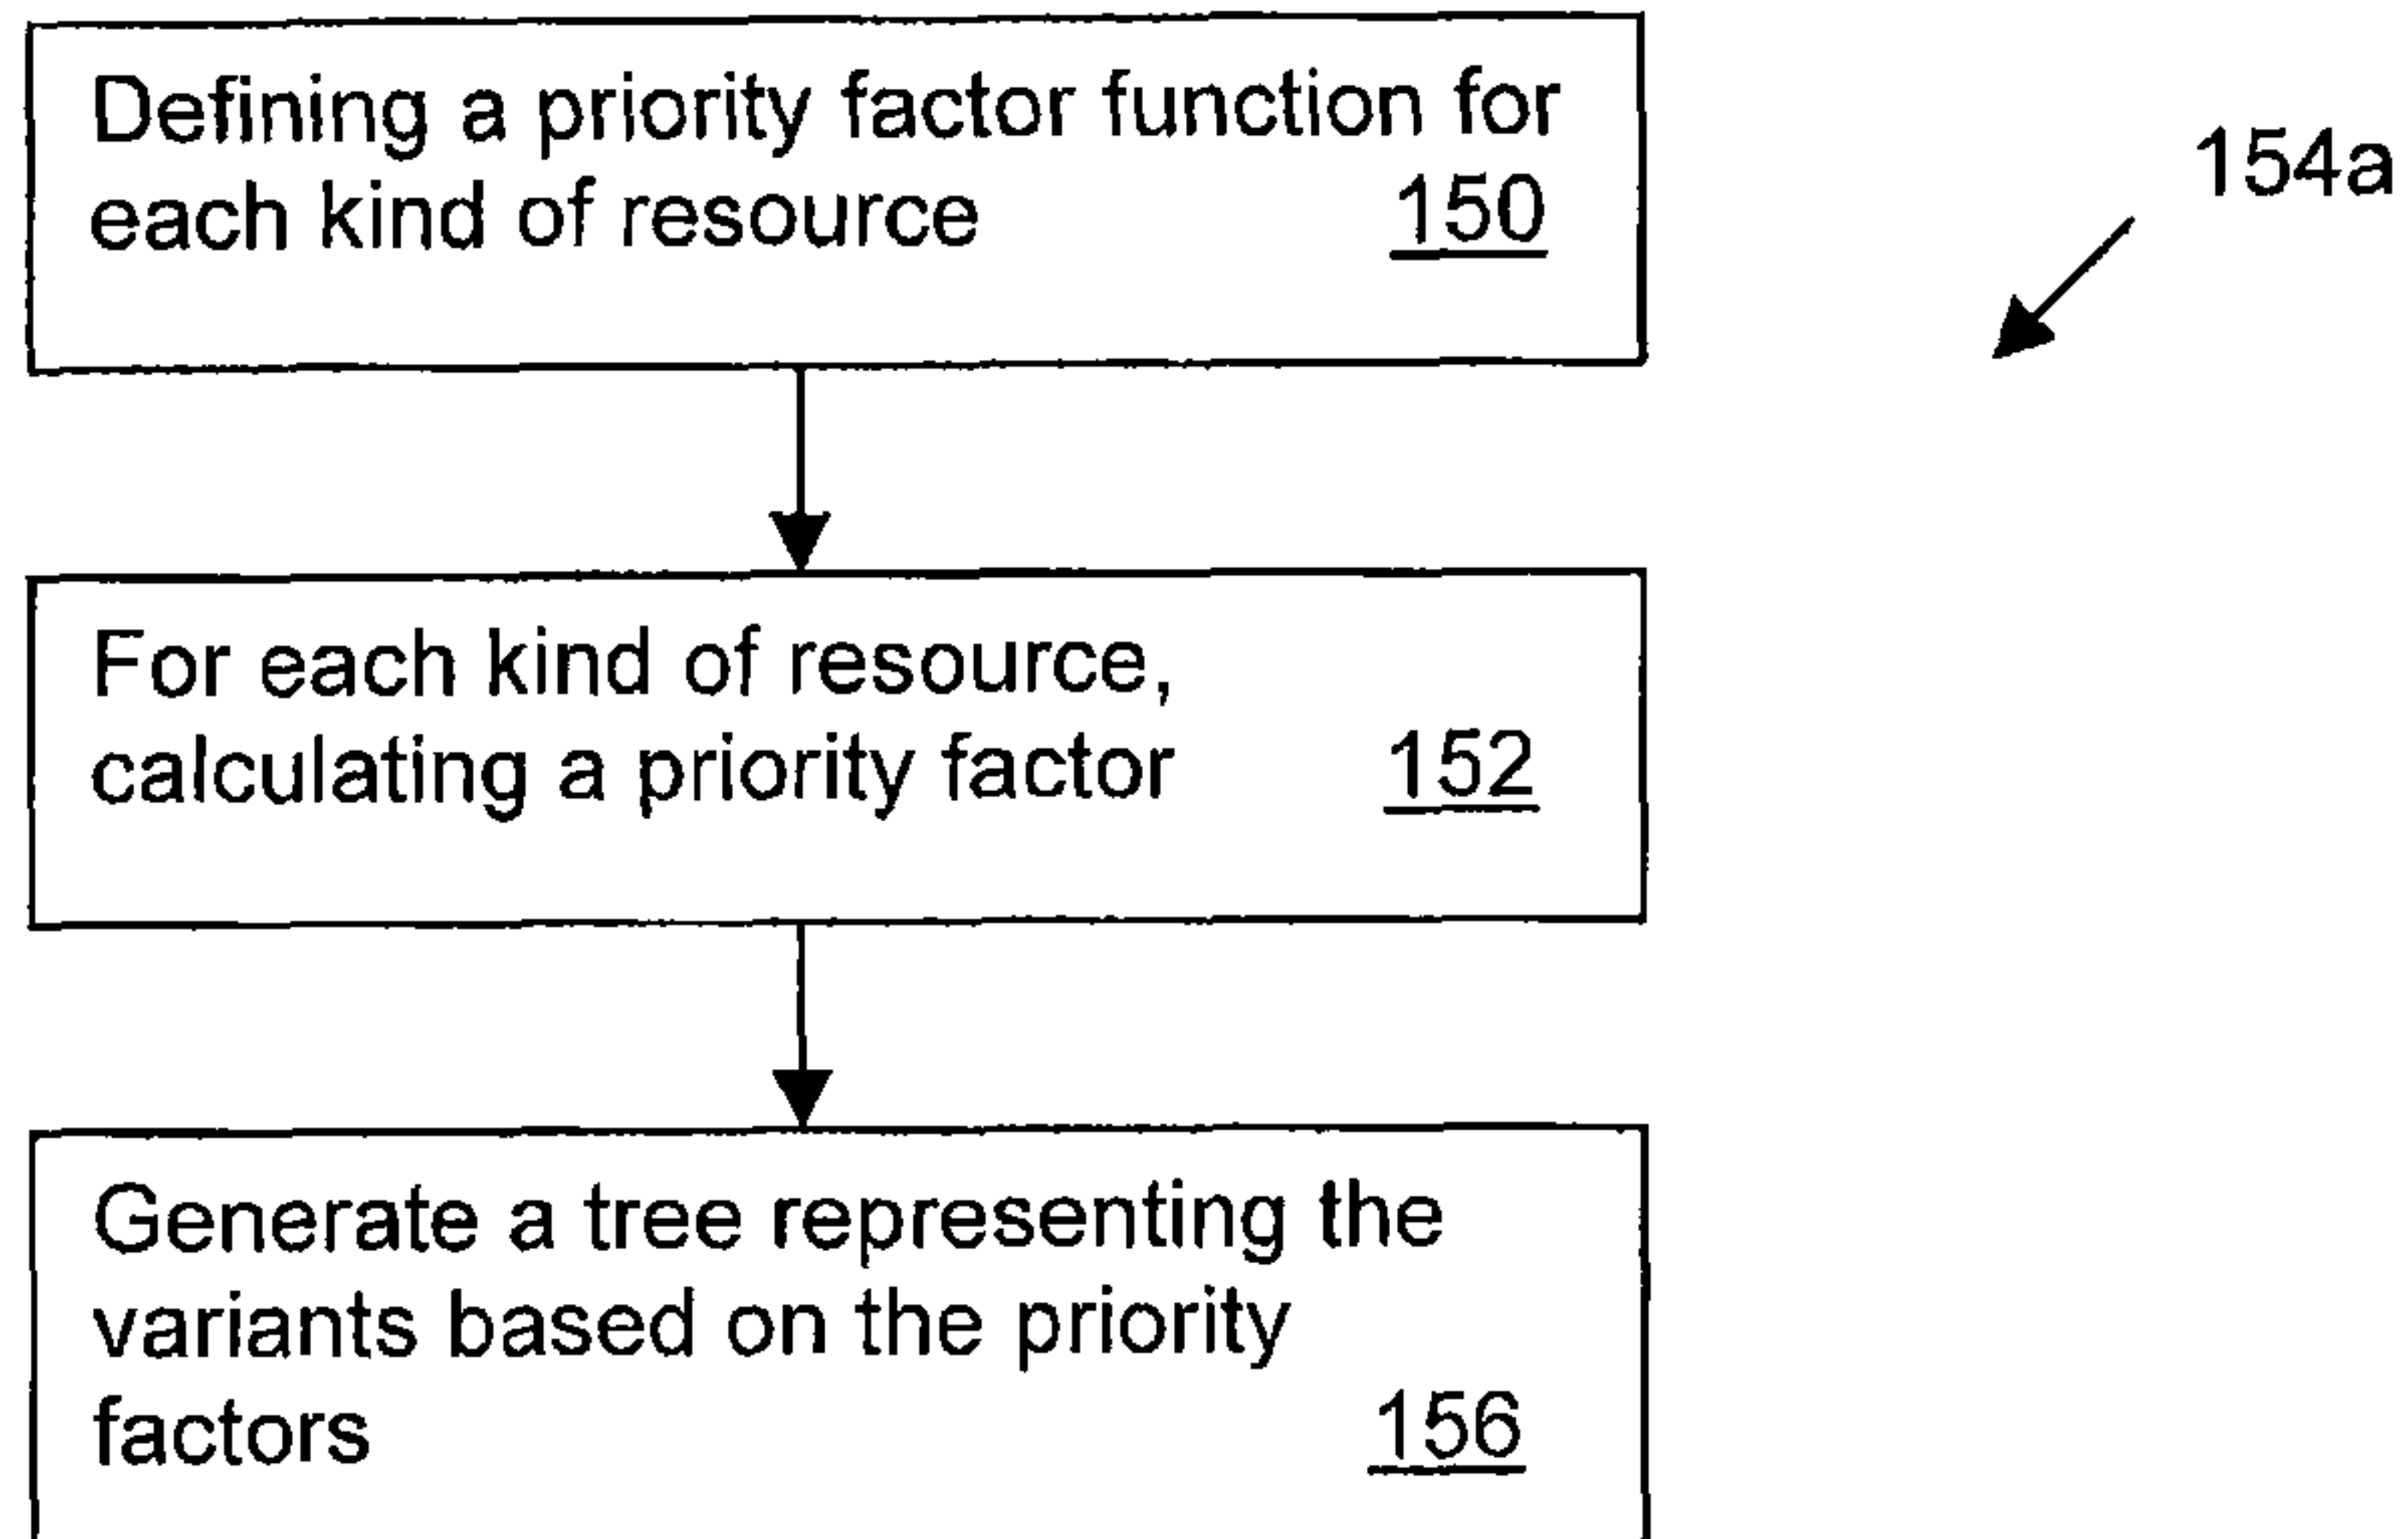 Defining a priority factor function for
each kind of resource 150
154a
For each kind of resource,
calculating a priority factor 152
Generate a tree representing the
variants based on the priority
factors 156